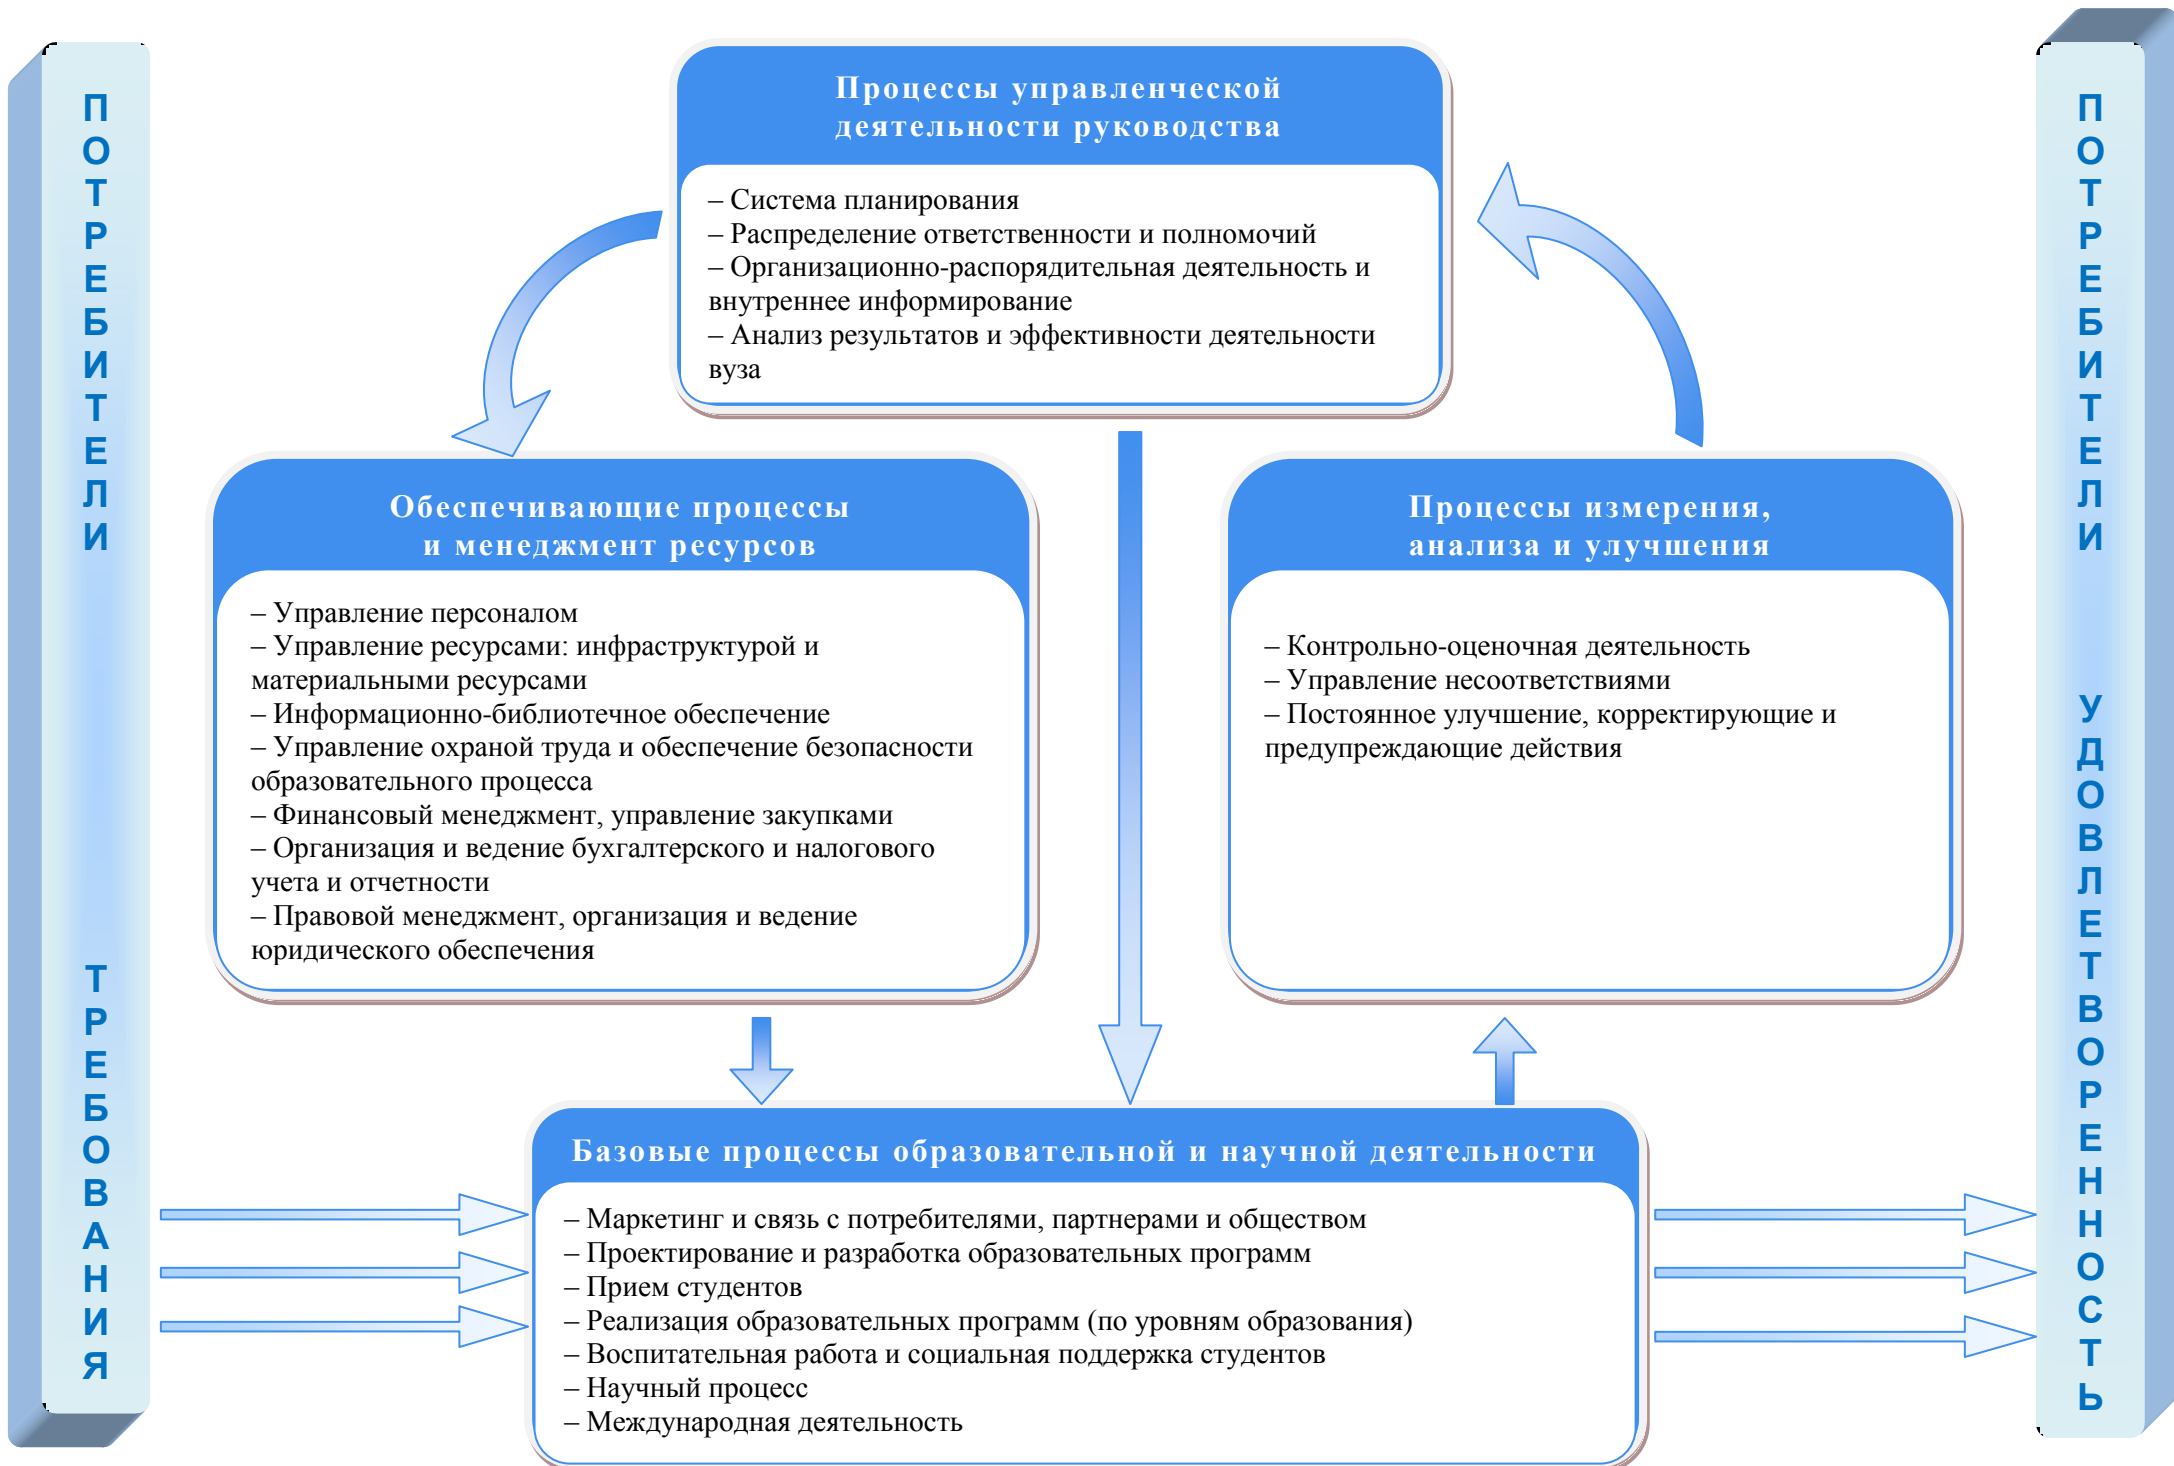 ПОТРЕБИТЕЛИ
ТРЕБОВАНИЯ
Процессы управленческой
деятельности руководства
– Система планирования
– Распределение ответственности и полномочий
– Организационно-распорядительная деятельность и
внутреннее информирование
– Анализ результатов и эффективности деятельности
вуза
Обеспечивающие процессы
и менеджмент ресурсов
– Управление персоналом
– Управление ресурсами: инфраструктурой и
материальными ресурсами
– Информационно-библиотечное обеспечение
– Управление охраной труда и обеспечение безопасности
образовательного процесса
– Финансовый менеджмент, управление закупками
– Организация и ведение бухгалтерского и налогового
учета и отчетности
– Правовой менеджмент, организация и ведение
юридического обеспечения
Процессы измерения,
анализа и улучшения
– Контрольно-оценочная деятельность
– Управление несоответствиями
– Постоянное улучшение, корректирующие и
предупреждающие действия
Базовые процессы образовательной и научной деятельности
– Маркетинг и связь с потребителями, партнерами и обществом
– Проектирование и разработка образовательных программ
– Прием студентов
– Реализация образовательных программ (по уровням образования)
– Воспитательная работа и социальная поддержка студентов
– Научный процесс
– Международная деятельность
ПОТРЕБИТЕЛИ
УДОВЛЕТВОРЕННОСТЬ